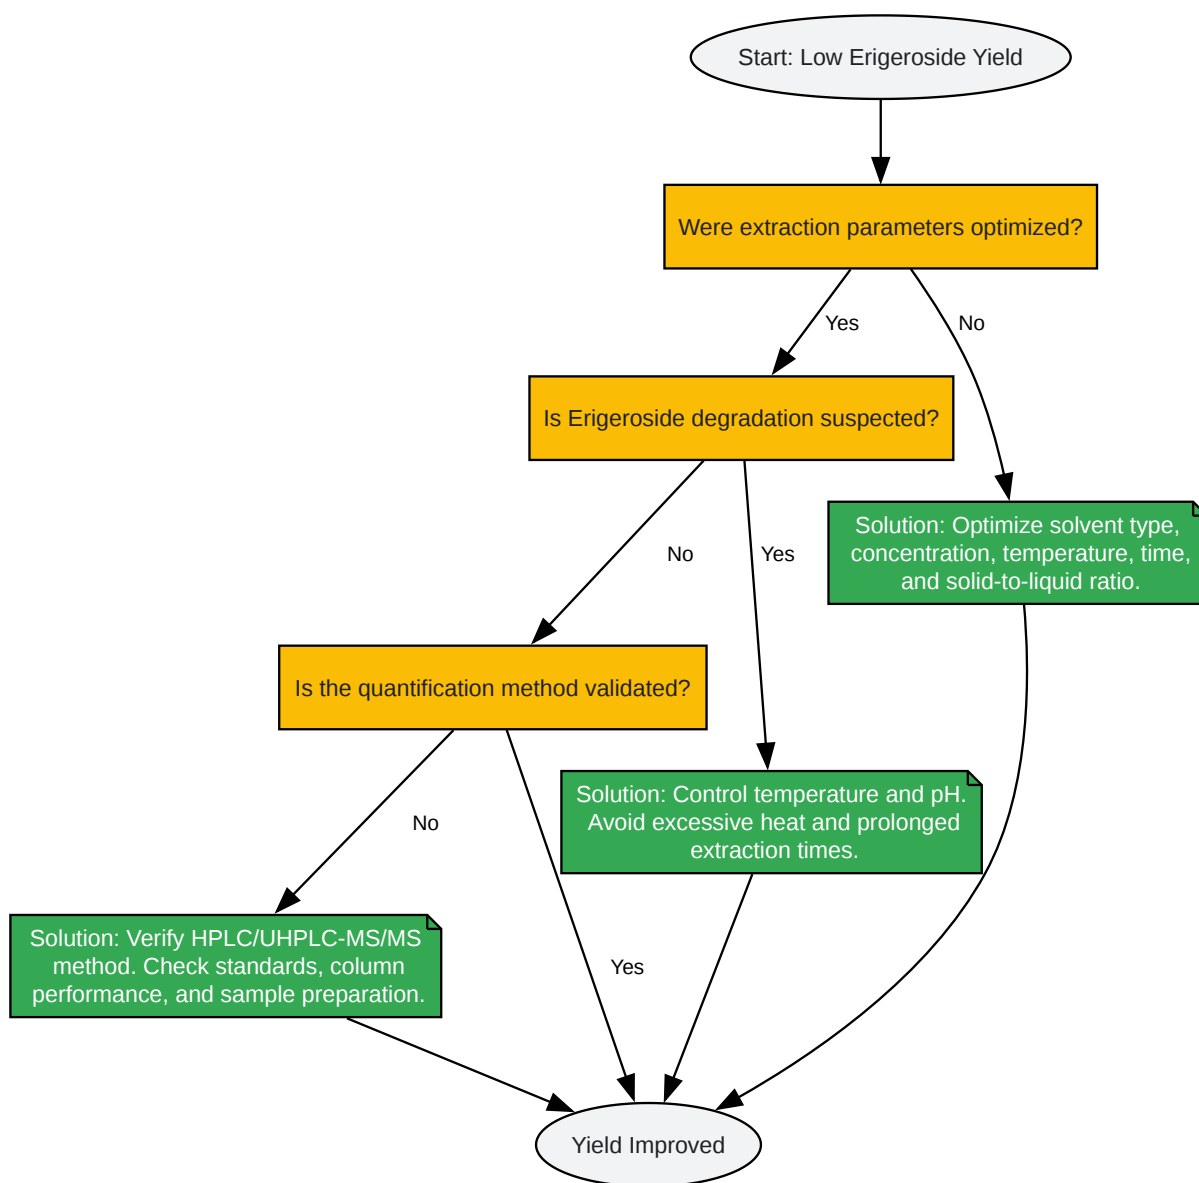 Start: Low Erigeroside Yield
Were extraction parameters optimized?
Yes
No
Is Erigeroside degradation suspected?
Solution: Optimize solvent type,
concentration, temperature, time,
and solid-to-liquid ratio.
No
Yes
Is the quantification method validated?
Solution: Control temperature and pH.
Avoid excessive heat and prolonged
extraction times.
No
Solution: Verify HPLC/UHPLC-MS/MS
method. Check standards, column
performance, and sample preparation.
Yes
Yield Improved